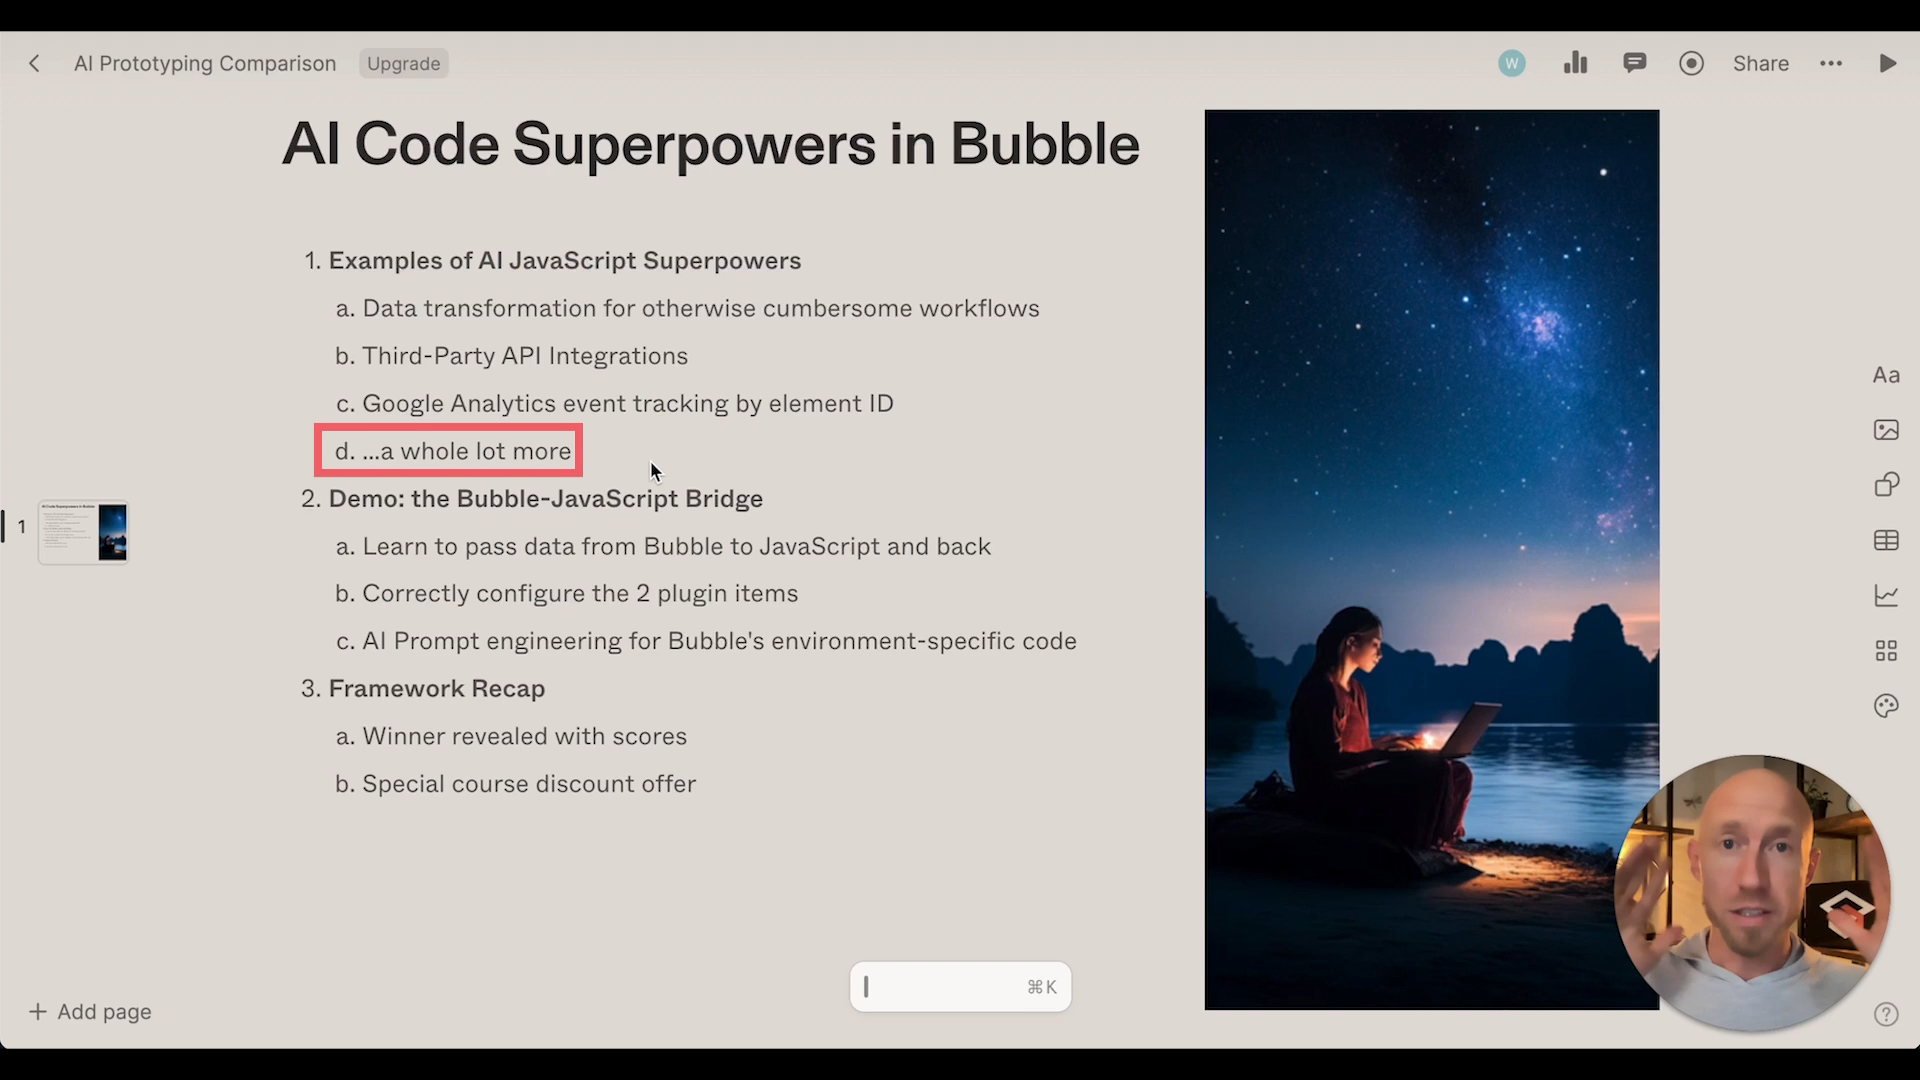 AI Prototyping Comparison
Upgrade
W
Share
AI Code Superpowers in Bubble
1. Examples of AI JavaScript Superpowers
a. Data transformation for otherwise cumbersome workflows
b. Third-Party API Integrations
c. Google Analytics event tracking by element ID
d. ...a whole lot more
2. Demo: the Bubble-JavaScript Bridge
a. Learn to pass data from Bubble to JavaScript and back
b. Correctly configure the 2 plugin items
c. AI Prompt engineering for Bubble's environment-specific code
3. Framework Recap
a. Winner revealed with scores
b. Special course discount offer
1
Aa
⌘K
+ Add page
?